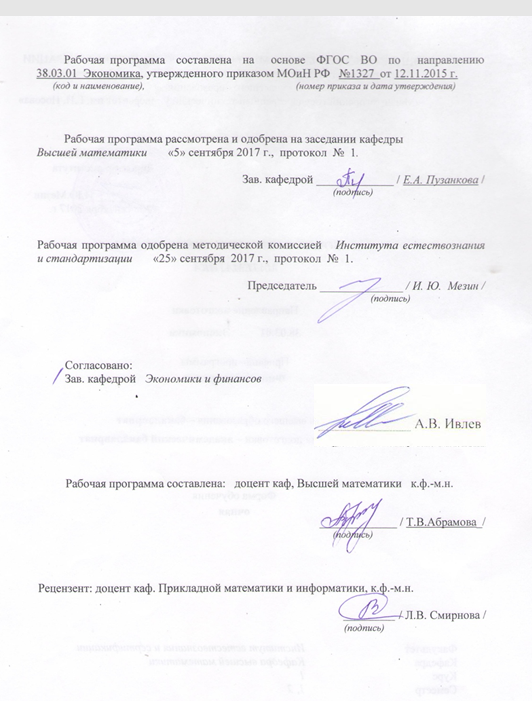 Рабочая программа составлена на основе ФГОС ВО по направлению
38.03.01 Экономика, утвержденного приказом МОиН РФ №1327 от 12.11.2015 г.
(код и наименование), (номер приказа и дата утверждения)
Рабочая программа рассмотрена и одобрена на заседании кафедры
Высшей математики «5» сентября 2017 г., протокол № 1.
Зав. кафедрой ______________ / Е.А. Пузанкова /
(подпись)
Рабочая программа одобрена методической комиссией Института естествознания
и стандартизации «25» сентября 2017 г., протокол № 1.
Председатель _______________ / И. Ю. Мезин /
(подпись)
Согласовано:
Зав. кафедрой Экономики и финансов
____________ А.В. Ивлев
Рабочая программа составлена: доцент каф, Высшей математики к.ф.-м.н.
______________ / Т.В.Абрамова /
(подпись)
Рецензент: доцент каф. Прикладной математики и информатики, к.ф.-м.н.
__________ / Л.В. Смирнова /
(подпись)